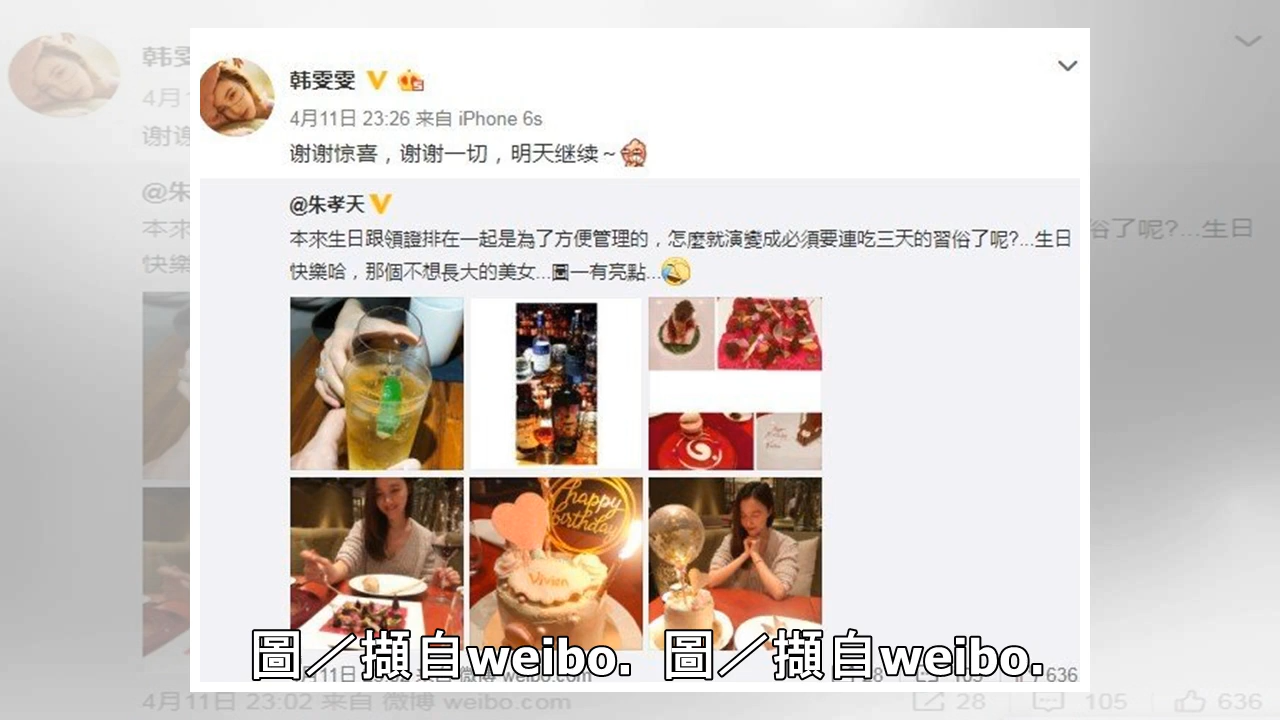 韩雯雯
4月11日 23:26 来自 iPhone 6s
谢谢惊喜，谢谢一切，明天继续～
@朱孝天
本來生日跟領證排在一起是為了方便管理的，怎麼就演變成必須要連吃三天的習俗了呢?...生日
快樂哈，那個不想長大的美女...圖一有亮點...
happy
birthday
Vivien
圖／擷自weibo. 圖／擷自weibo.
4月11日 23:02 来自 微博 weibo.com
28 105 636